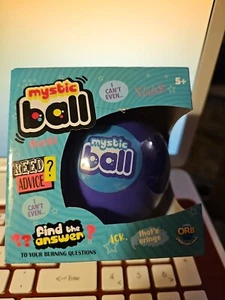 mystic
ball
I
CAN'T
EVEN...
5+
mystic
ball
NEED
ADVICE?
I
CAN'T
EVEN...
find the
answer
TO YOUR BURNING QUESTIONS
ICK.
that's
cringe
ORB